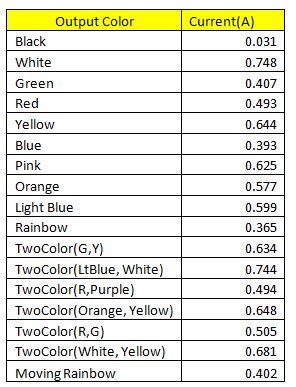 Output Color Current(A)
Black 0.031
White 0.748
Green 0.407
Red 0.493
Yellow 0.644
Blue 0.393
Pink 0.625
Orange 0.577
Light Blue 0.599
Rainbow 0.365
TwoColor(G,Y) 0.634
TwoColor(LtBlue, White) 0.744
TwoColor(R,Purple) 0.494
TwoColor(Orange, Yellow) 0.648
TwoColor(R,G) 0.505
TwoColor(White, Yellow) 0.681
Moving Rainbow 0.402